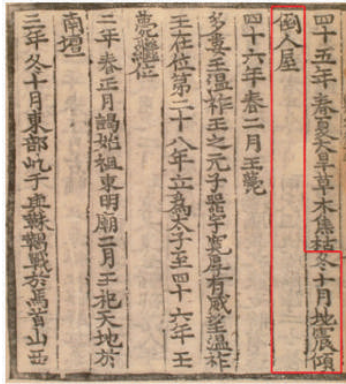 四十五年春夏大旱草木焦枯冬十月地震傾
倒人屋
四十六年春二月王薨
多婁王溫祚王之元子器宇寬厚有威望溫祚
王在位第二十八年立爲太子至四十六年王
薨繼位
二年春正月謁始祖東明廟二月王祀天地於
南壇
三年冬十月東部屹于與靺鞨戰於馬首山西